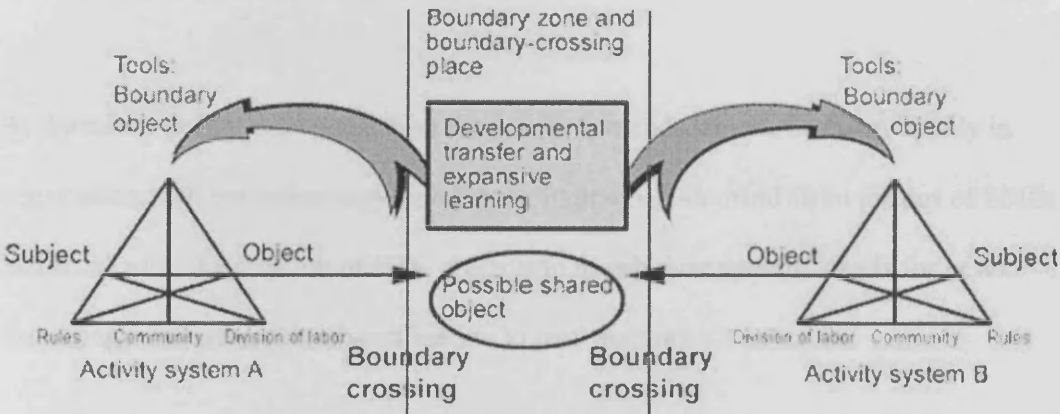 Boundary zone and
boundary-crossing
place
Tools:
Boundary
object
Tools:
Boundary
object
Developmental
transfer and
expansive
learning
Subject
Object
Object
Subject
Possible shared
object
Rules Community Division of labor
Division of labor Community Rules
Activity system A
Boundary
crossing
Boundary
crossing
Activity system B